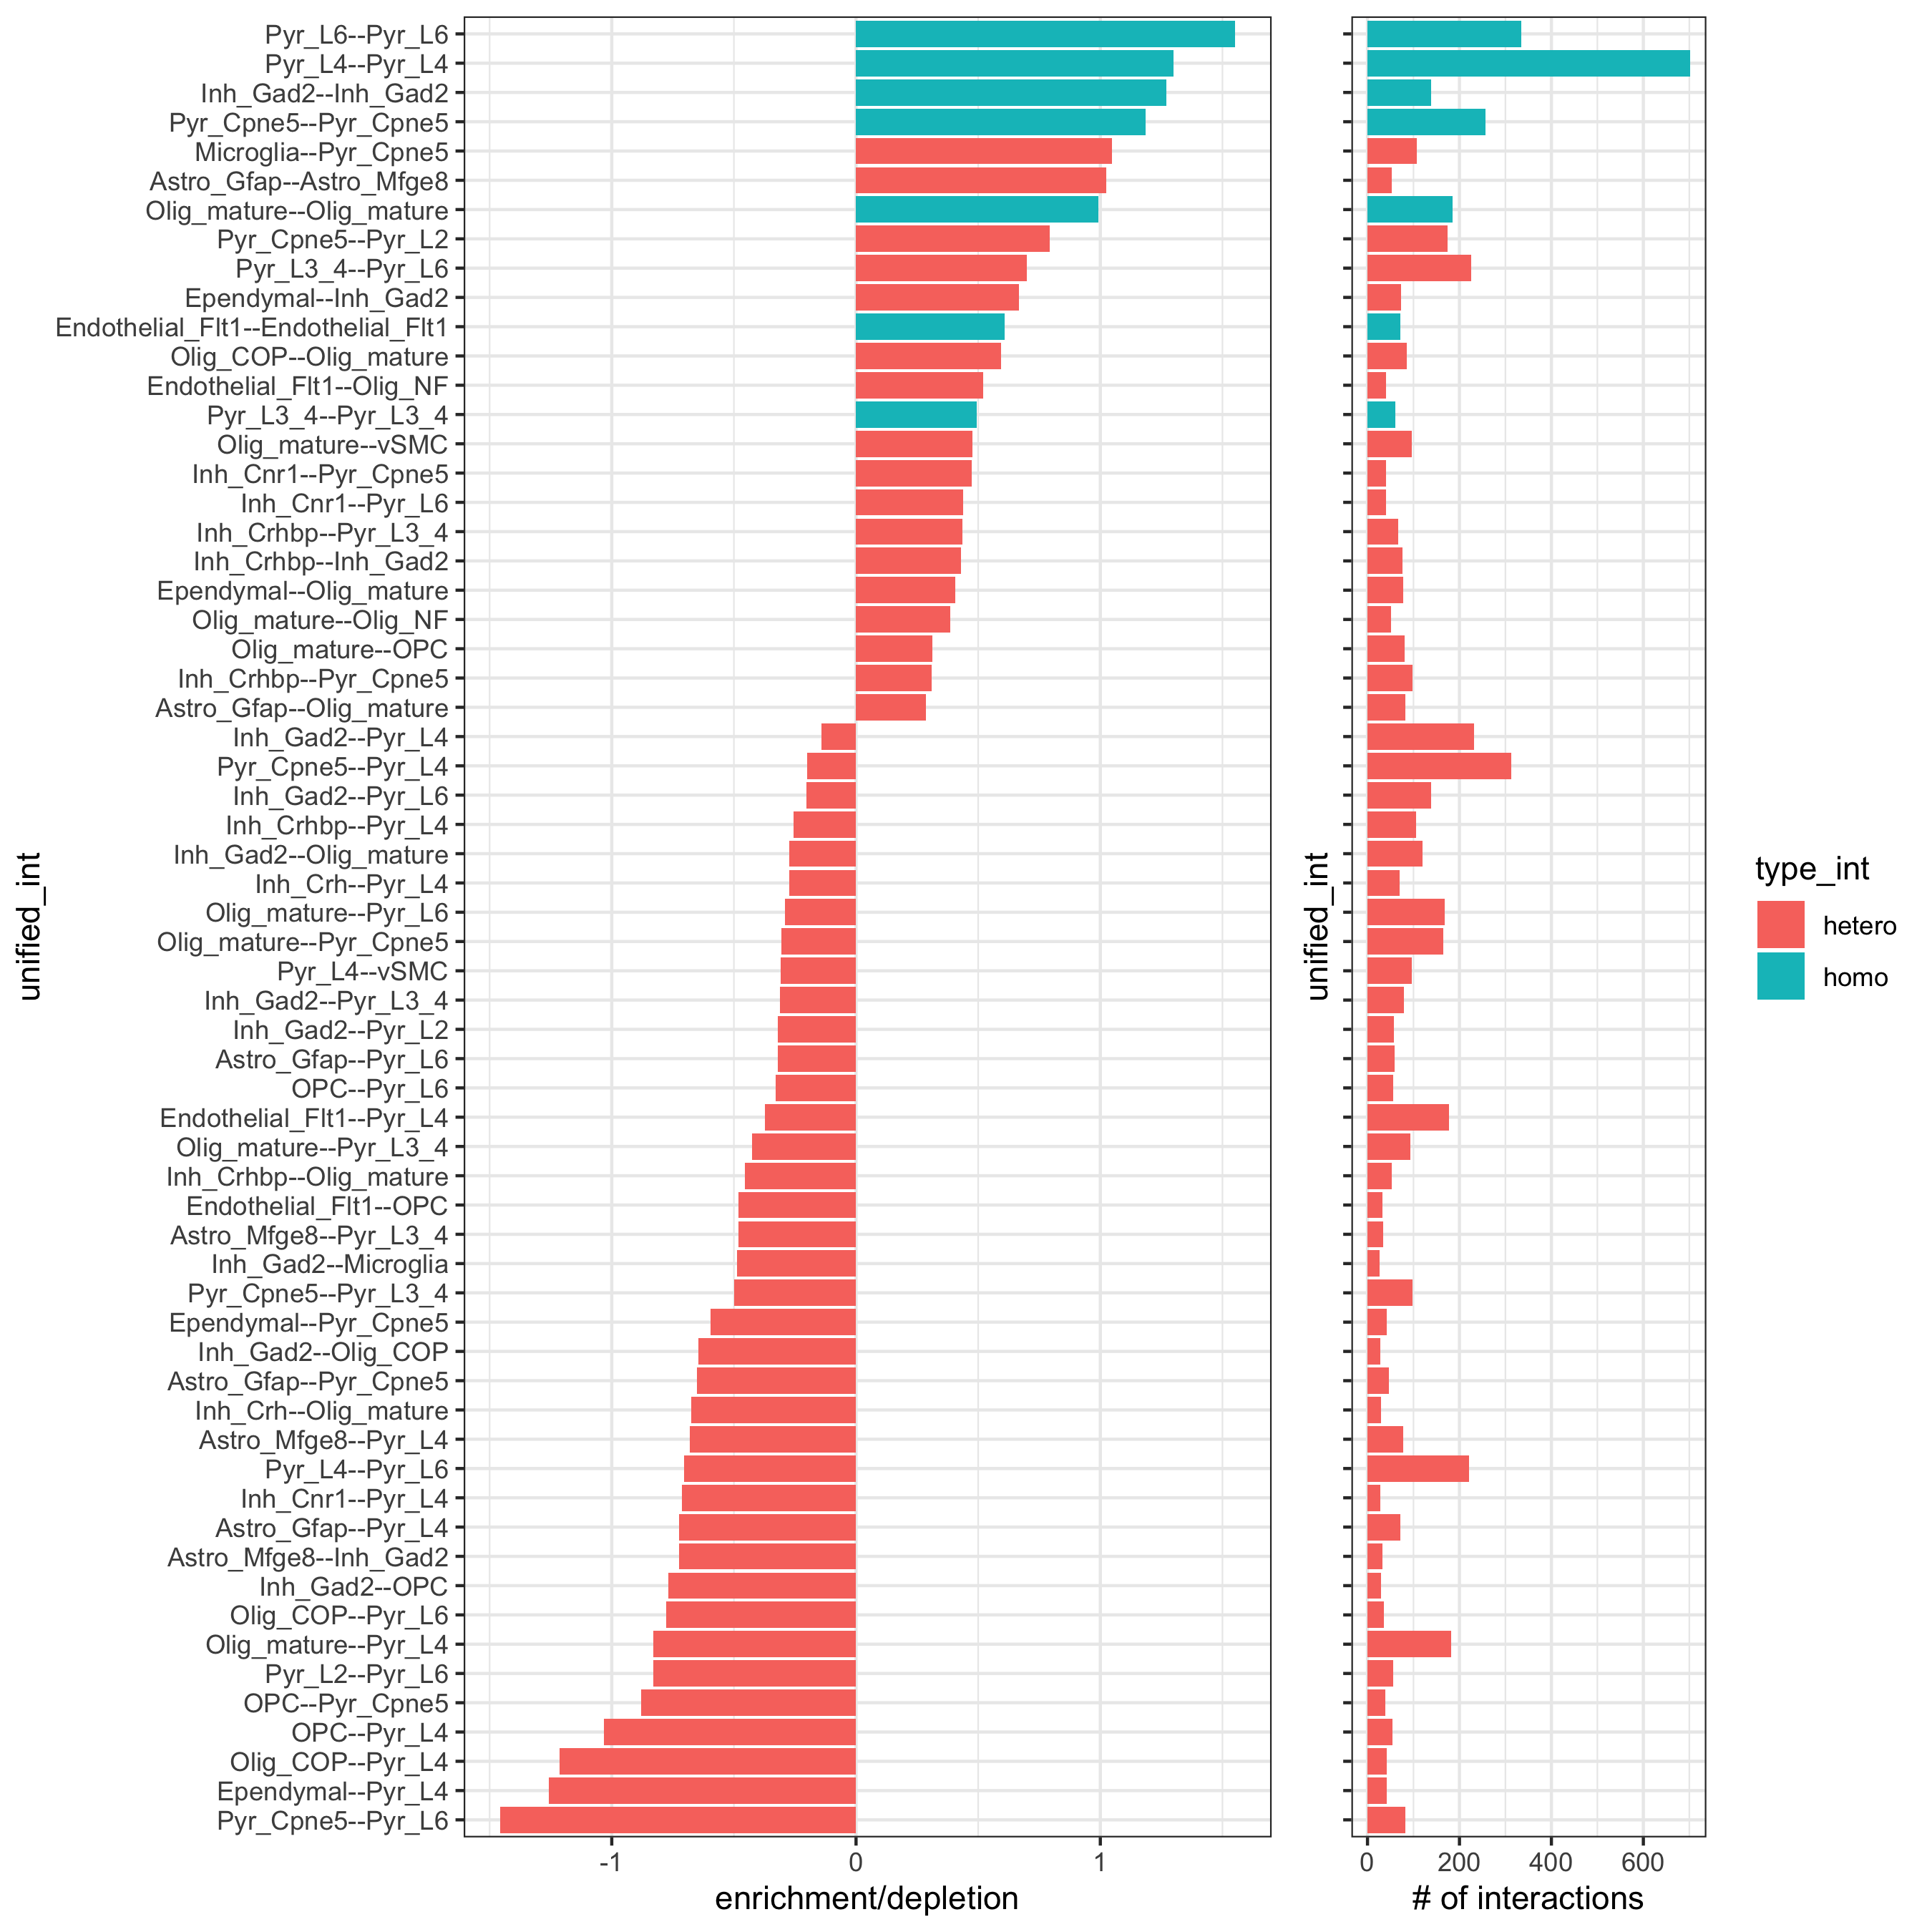 unified_int
Pyr_L6--Pyr_L6
Pyr_L4--Pyr_L4
Inh_Gad2--Inh_Gad2
Pyr_Cpne5--Pyr_Cpne5
Microglia--Pyr_Cpne5
Astro_Gfap--Astro_Mfge8
Olig_mature--Olig_mature
Pyr_Cpne5--Pyr_L2
Pyr_L3_4--Pyr_L6
Ependymal--Inh_Gad2
Endothelial_Flt1--Endothelial_Flt1
Olig_COP--Olig_mature
Endothelial_Flt1--Olig_NF
Pyr_L3_4--Pyr_L3_4
Olig_mature--vSMC
Inh_Cnr1--Pyr_Cpne5
Inh_Cnr1--Pyr_L6
Inh_Crhbp--Pyr_L3_4
Inh_Crhbp--Inh_Gad2
Ependymal--Olig_mature
Olig_mature--Olig_NF
Olig_mature--OPC
Inh_Crhbp--Pyr_Cpne5
Astro_Gfap--Olig_mature
Inh_Gad2--Pyr_L4
Pyr_Cpne5--Pyr_L4
Inh_Gad2--Pyr_L6
Inh_Crhbp--Pyr_L4
Inh_Gad2--Olig_mature
Inh_Crh--Pyr_L4
Olig_mature--Pyr_L6
Olig_mature--Pyr_Cpne5
Pyr_L4--vSMC
Inh_Gad2--Pyr_L3_4
Inh_Gad2--Pyr_L2
Astro_Gfap--Pyr_L6
OPC--Pyr_L6
Endothelial_Flt1--Pyr_L4
Olig_mature--Pyr_L3_4
Inh_Crhbp--Olig_mature
Endothelial_Flt1--OPC
Astro_Mfge8--Pyr_L3_4
Inh_Gad2--Microglia
Pyr_Cpne5--Pyr_L3_4
Ependymal--Pyr_Cpne5
Inh_Gad2--Olig_COP
Astro_Gfap--Pyr_Cpne5
Inh_Crh--Olig_mature
Astro_Mfge8--Pyr_L4
Pyr_L4--Pyr_L6
Inh_Cnr1--Pyr_L4
Astro_Gfap--Pyr_L4
Astro_Mfge8--Inh_Gad2
Inh_Gad2--OPC
Olig_COP--Pyr_L6
Olig_mature--Pyr_L4
Pyr_L2--Pyr_L6
OPC--Pyr_Cpne5
OPC--Pyr_L4
Olig_COP--Pyr_L4
Ependymal--Pyr_L4
Pyr_Cpne5--Pyr_L6
-1 0 1
enrichment/depletion
unified_int
0 200 400 600
# of interactions
type_int
hetero
homo